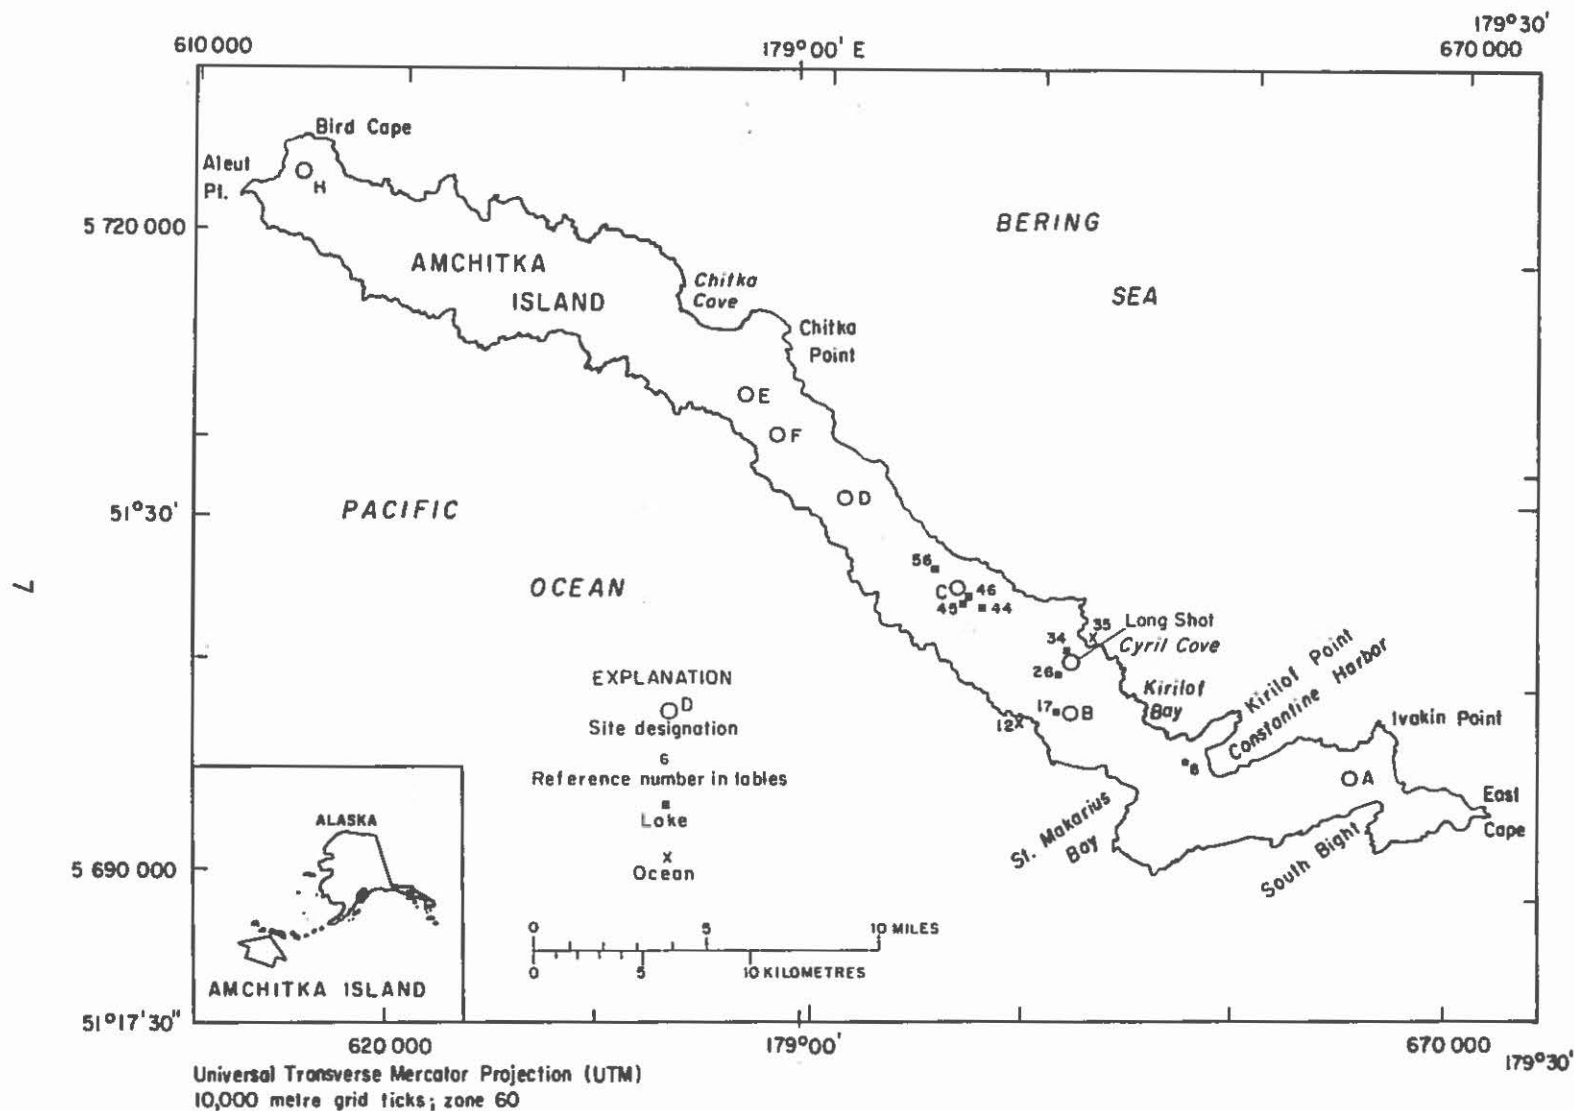 179°30'
610 000
179°00' E
670 000
Bird Cape
Aleut
Pt.
H
5 720 000
BERING
SEA
AMCHITKA
ISLAND
Chitka
Cove
Chitka
Point
E
F
PACIFIC
OCEAN
51°30'
D
7
56
C
46
45
44
35
Long Shot
34
Cyril Cove
26
Kirilof
Bay
Kirilof Point
Constantine Harbor
17
B
12
Ivakin Point
6
A
East
Cape
St. Makarius
Bay
South Bight
EXPLANATION
D
Site designation
6
Reference number in tables
Lake
x
Ocean
5 690 000
ALASKA
AMCHITKA ISLAND
0 5 10 MILES
0 5 10 KILOMETRES
51°17'30"
620 000
179°00'
670 000
179°30'
Universal Transverse Mercator Projection (UTM)
10,000 metre grid ticks; zone 60